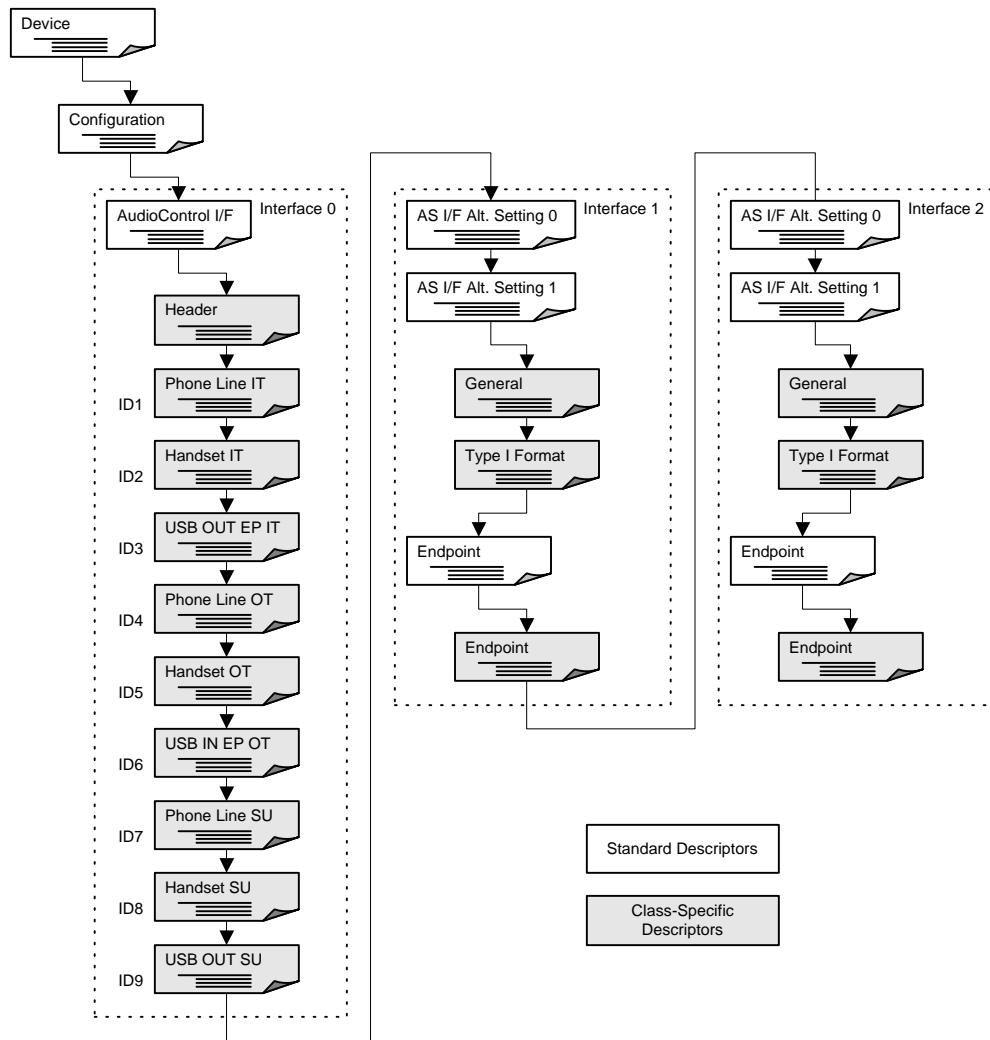 Device
Configuration
AudioControl I/F
Interface 0
Header
Phone Line IT
ID1
Handset IT
ID2
USB OUT EP IT
ID3
Phone Line OT
ID4
Handset OT
ID5
USB IN EP OT
ID6
Phone Line SU
ID7
Handset SU
ID8
USB OUT SU
ID9
AS I/F Alt. Setting 0
Interface 1
AS I/F Alt. Setting 1
General
Type I Format
Endpoint
Endpoint
AS I/F Alt. Setting 0
Interface 2
AS I/F Alt. Setting 1
General
Type I Format
Endpoint
Endpoint
Standard Descriptors
Class-Specific
Descriptors